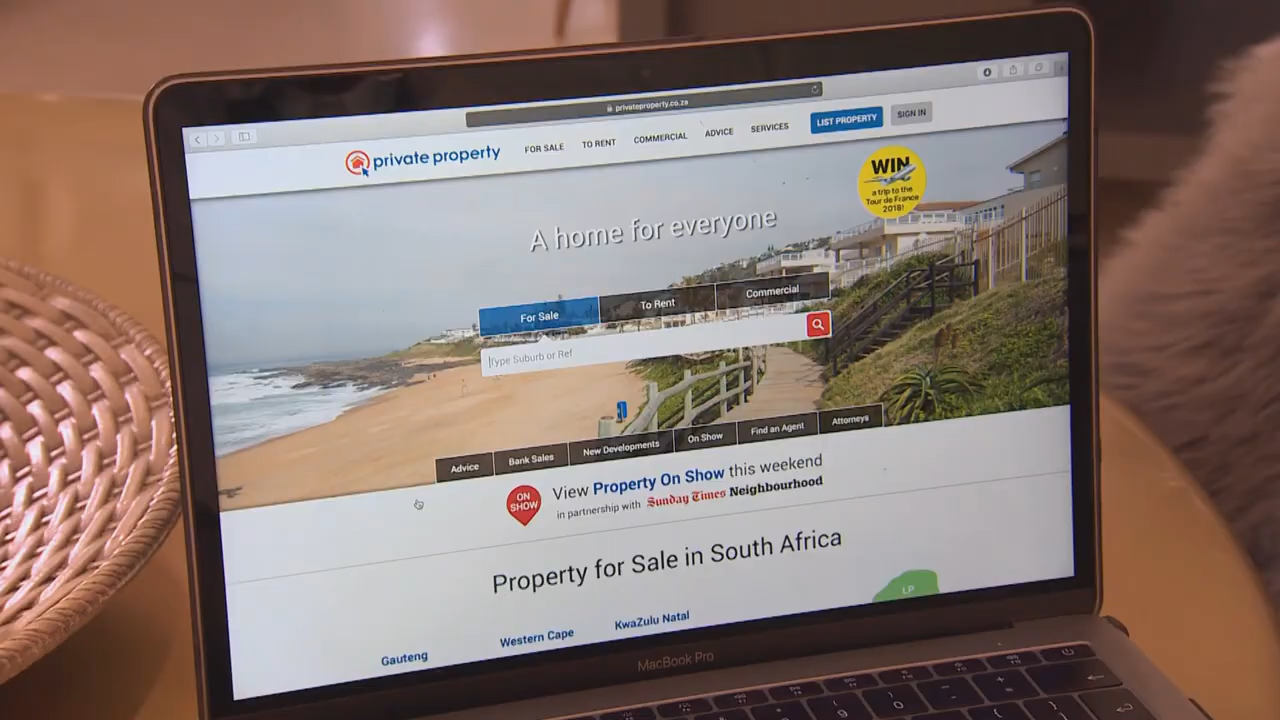 privateproperty.co.za
private property
FOR SALE
TO RENT
COMMERCIAL
ADVICE
SERVICES
LIST PROPERTY
SIGN IN
WIN
a trip to the
Tour de France
2018!
A home for everyone
For Sale
To Rent
Commercial
Type Suburb or Ref
Advice
Bank Sales
New Developments
On Show
Find an Agent
Attorneys
ON
SHOW
View Property On Show this weekend
in partnership with Sunday Times Neighbourhood
Property for Sale in South Africa
LP
Gauteng
Western Cape
KwaZulu Natal
MacBook Pro